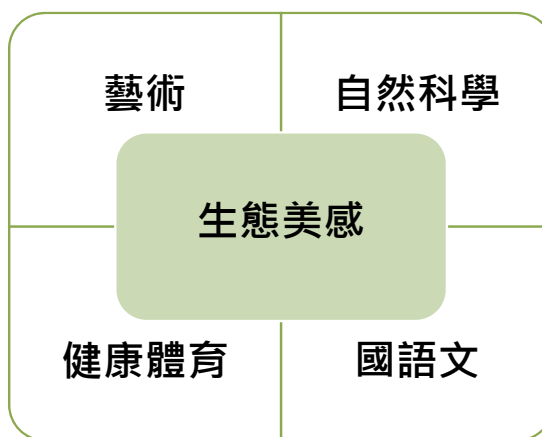 藝術
自然科學
生態美感
健康體育
國語文